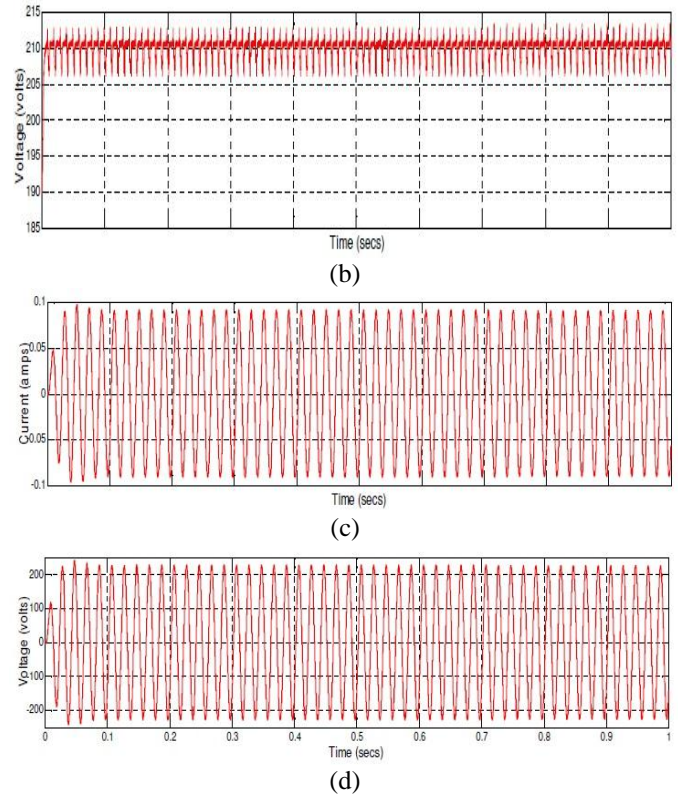 215
210
205
200
195
190
185
Voltage (volts)
Time (secs)
(b)
0.1
0.05
0
-0.05
-0.1
Current (amps)
Time (secs)
(c)
200
100
0
-100
-200
Voltage (volts)
0 0.1 0.2 0.3 0.4 0.5 0.6 0.7 0.8 0.9 1
Time (secs)
(d)